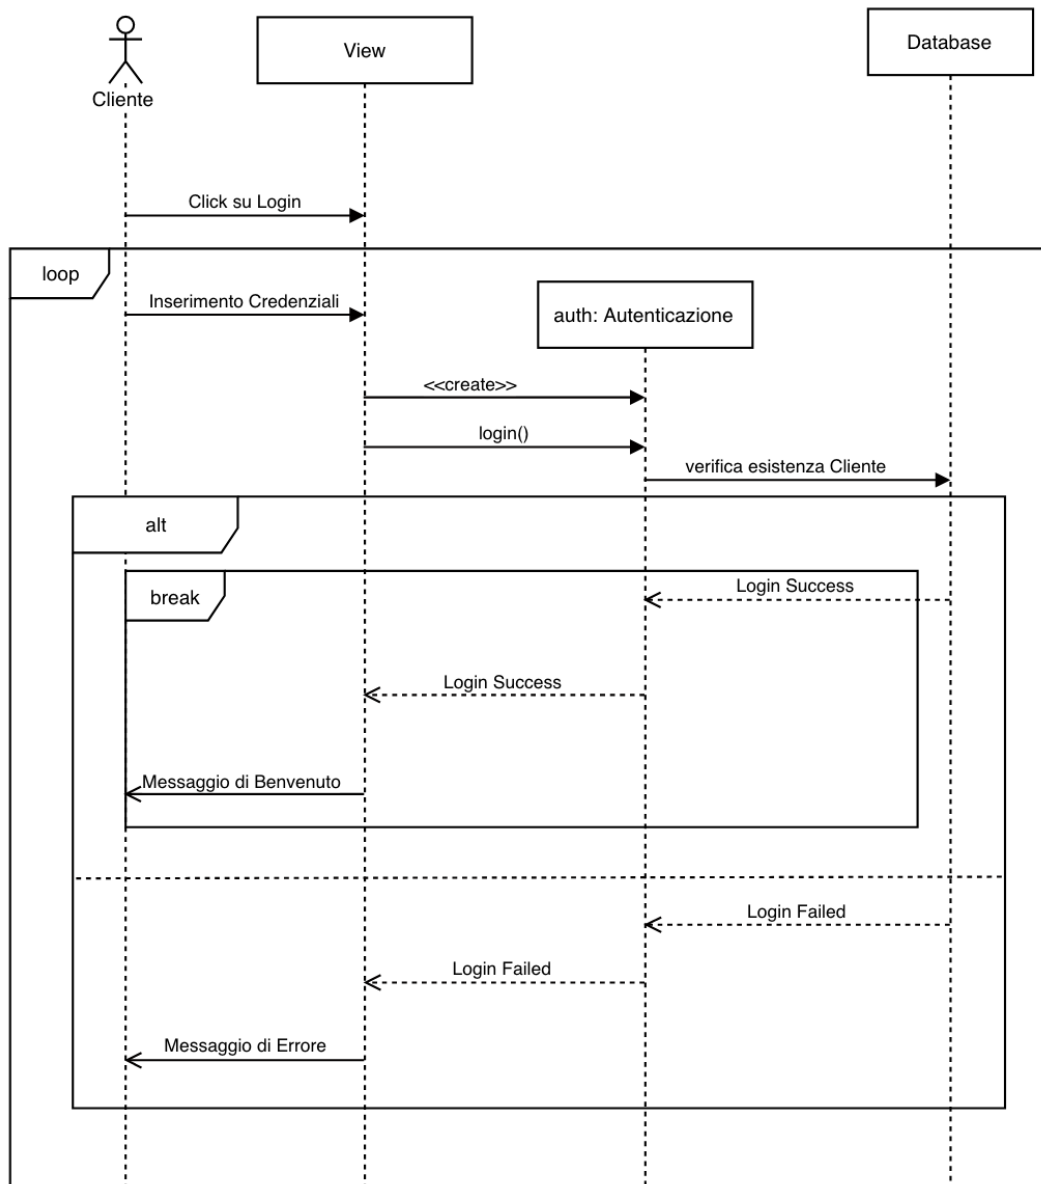 View
Database
Cliente
Click su Login
loop
Inserimento Credenziali
auth: Autenticazione
<<create>>
login()
verifica esistenza Cliente
alt
break
Login Success
Login Success
Messaggio di Benvenuto
Login Failed
Login Failed
Messaggio di Errore